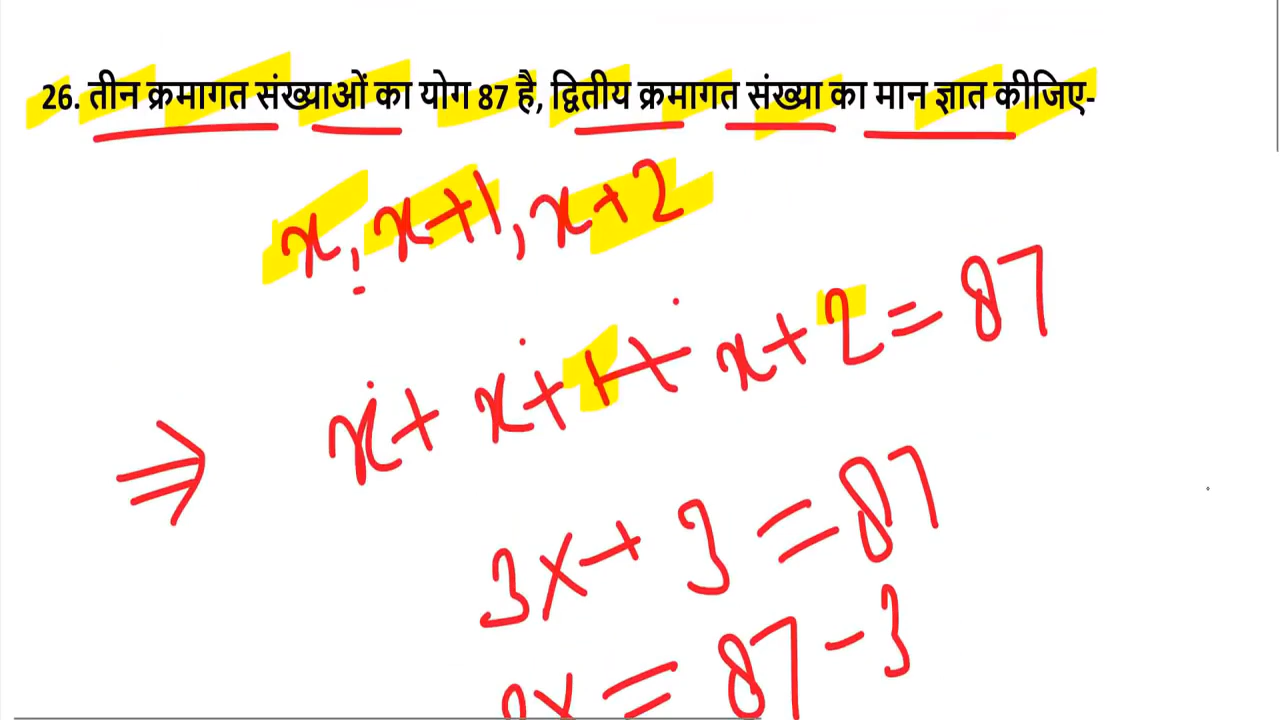 26. तीन क्रमागत संख्याओं का योग 87 है, द्वितीय क्रमागत संख्या का मान ज्ञात कीजिए-
x, x+1, x+2
⇒ x + x + 1 + x + 2 = 87
3x + 3 = 87
3x = 87 - 3